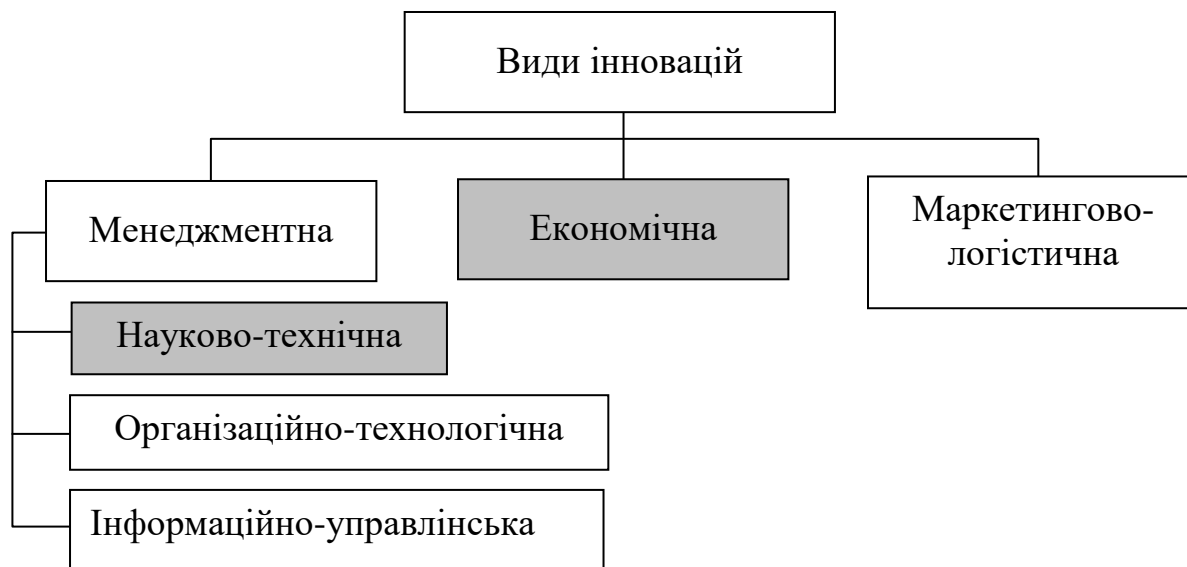 Види інновацій
Менеджментна
Економічна
Маркетингово-
логістична
Науково-технічна
Організаційно-технологічна
Інформаційно-управлінська